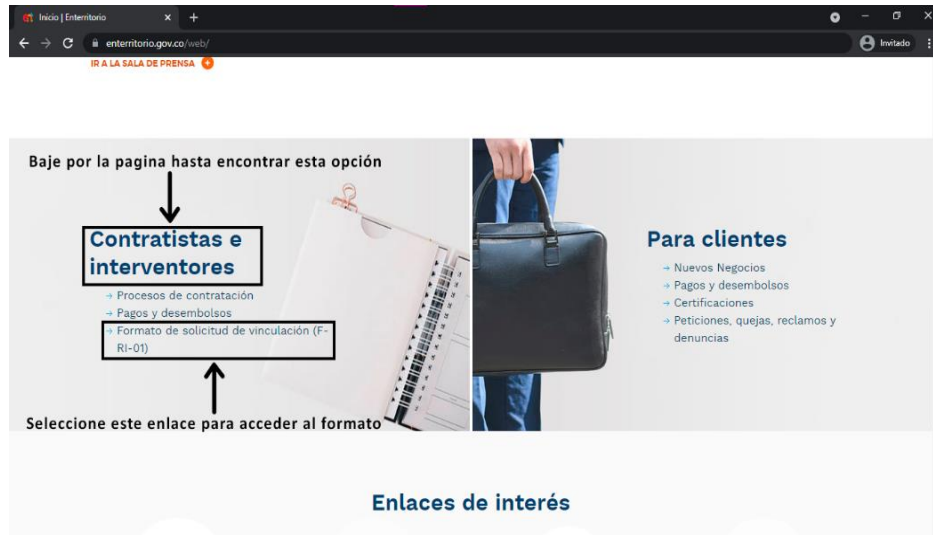 Inicio | Enterritorio
enterritorio.gov.co/web/
Invitado
IR A LA SALA DE PRENSA
Baje por la pagina hasta encontrar esta opción
Contratistas e
interventores
Procesos de contratación
Pagos y desembolsos
Formato de solicitud de vinculación (F-
RI-01)
Seleccione este enlace para acceder al formato
Para clientes
Nuevos Negocios
Pagos y desembolsos
Certificaciones
Peticiones, quejas, reclamos y
denuncias
Enlaces de interés